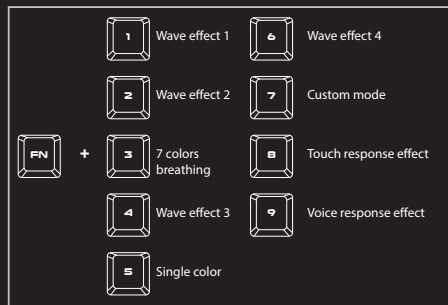 1 Wave effect 1
6 Wave effect 4
2 Wave effect 2
7 Custom mode
FN + 3 7 colors
breathing
8 Touch response effect
4 Wave effect 3
9 Voice response effect
5 Single color